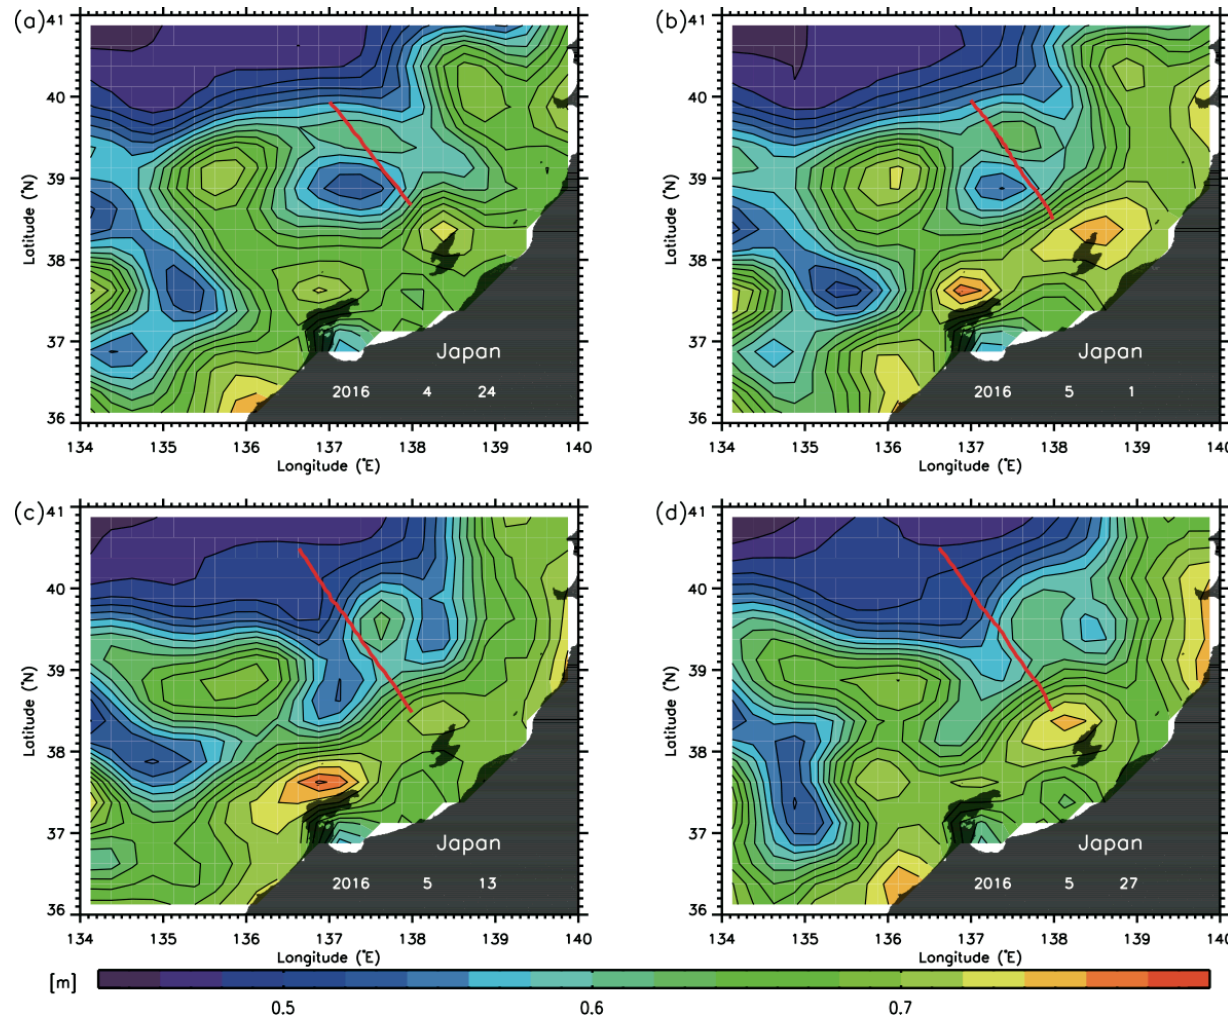 (a)
41
40
39
38
37
36
Latitude (°N)
Japan
2016 4 24
134 135 136 137 138 139 140
Longitude (°E)
(b)
41
40
39
38
37
36
Latitude (°N)
Japan
2016 5 1
134 135 136 137 138 139 140
Longitude (°E)
(c)
41
40
39
38
37
36
Latitude (°N)
Japan
2016 5 13
134 135 136 137 138 139 140
Longitude (°E)
(d)
41
40
39
38
37
36
Latitude (°N)
Japan
2016 5 27
134 135 136 137 138 139 140
Longitude (°E)
[m]
0.5 0.6 0.7